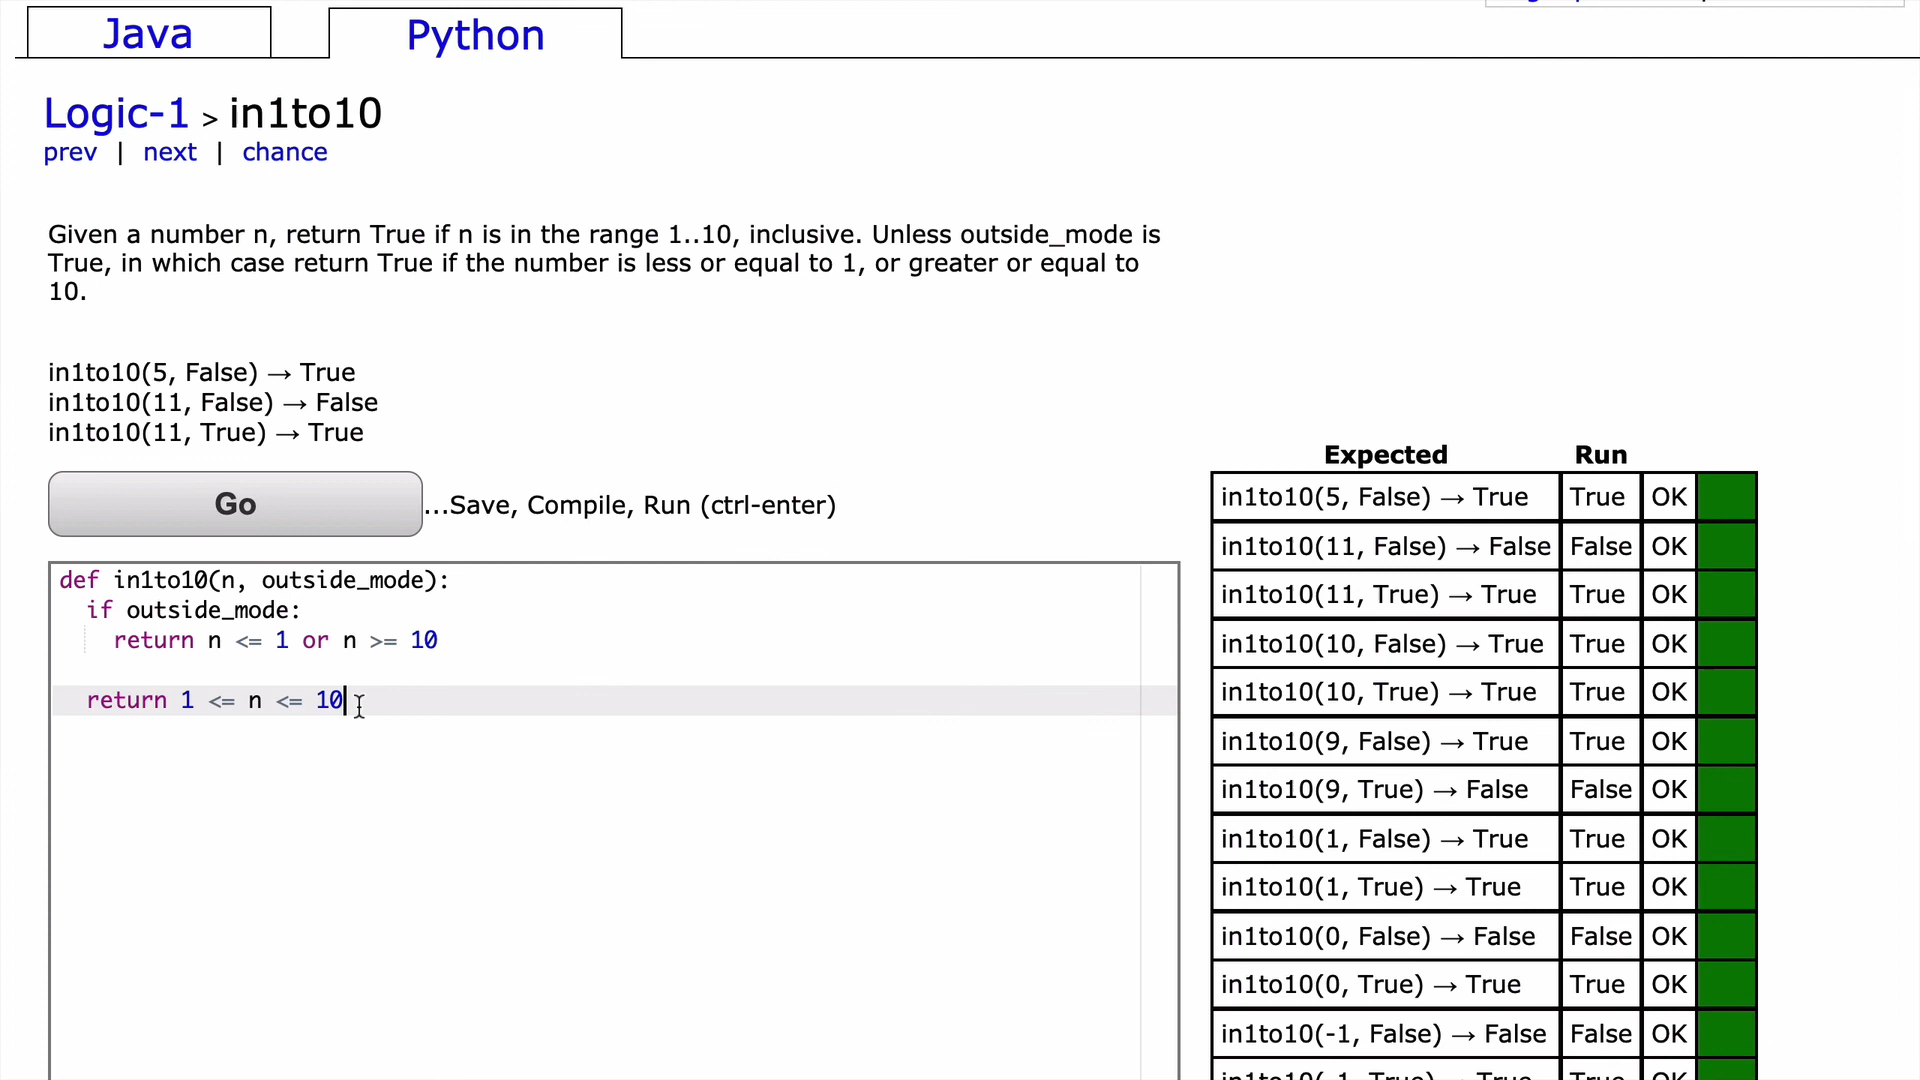 Java
Python
Logic-1 > in1to10
prev | next | chance
Given a number n, return True if n is in the range 1..10, inclusive. Unless outside_mode is
True, in which case return True if the number is less or equal to 1, or greater or equal to
10.
in1to10(5, False) → True
in1to10(11, False) → False
in1to10(11, True) → True
Go
...Save, Compile, Run (ctrl-enter)
def in1to10(n, outside_mode):
if outside_mode:
return n <= 1 or n >= 10
return 1 <= n <= 10
Expected Run
in1to10(5, False) → True True OK
in1to10(11, False) → False False OK
in1to10(11, True) → True True OK
in1to10(10, False) → True True OK
in1to10(10, True) → True True OK
in1to10(9, False) → True True OK
in1to10(9, True) → False False OK
in1to10(1, False) → True True OK
in1to10(1, True) → True True OK
in1to10(0, False) → False False OK
in1to10(0, True) → True True OK
in1to10(-1, False) → False False OK
in1to10(-1, True) → True True OK